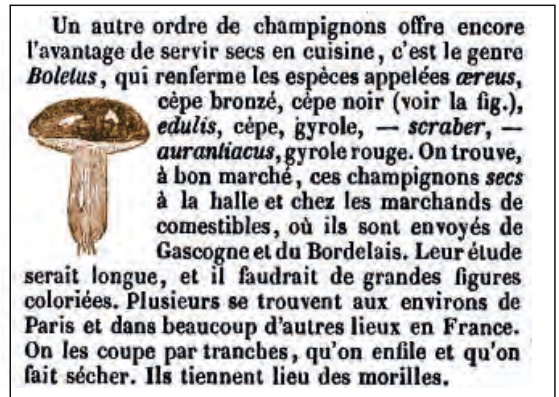 Un autre ordre de champignons offre encore
l'avantage de servir secs en cuisine, c'est le genre
Boletus, qui renferme les espèces appelées æreus,
cèpe bronzé, cèpe noir (voir la fig.),
edulis, cèpe, gyrole, — scraber, —
aurantiacus, gyrole rouge. On trouve,
à bon marché, ces champignons secs
à la halle et chez les marchands de
comestibles, où ils sont envoyés de
Gascogne et du Bordelais. Leur étude
serait longue, et il faudrait de grandes figures
coloriées. Plusieurs se trouvent aux environs de
Paris et dans beaucoup d'autres lieux en France.
On les coupe par tranches, qu'on enfile et qu'on
fait sécher. Ils tiennent lieu des morilles.